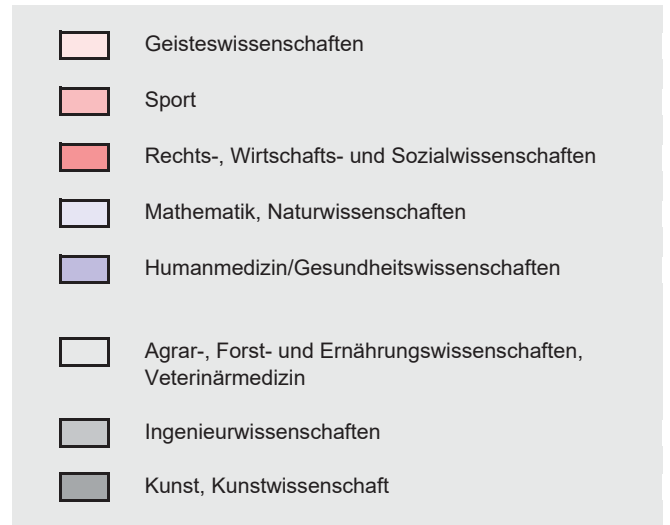 Geisteswissenschaften
Sport
Rechts-, Wirtschafts- und Sozialwissenschaften
Mathematik, Naturwissenschaften
Humanmedizin/Gesundheitswissenschaften
Agrar-, Forst- und Ernährungswissenschaften,
Veterinärmedizin
Ingenieurwissenschaften
Kunst, Kunstwissenschaft